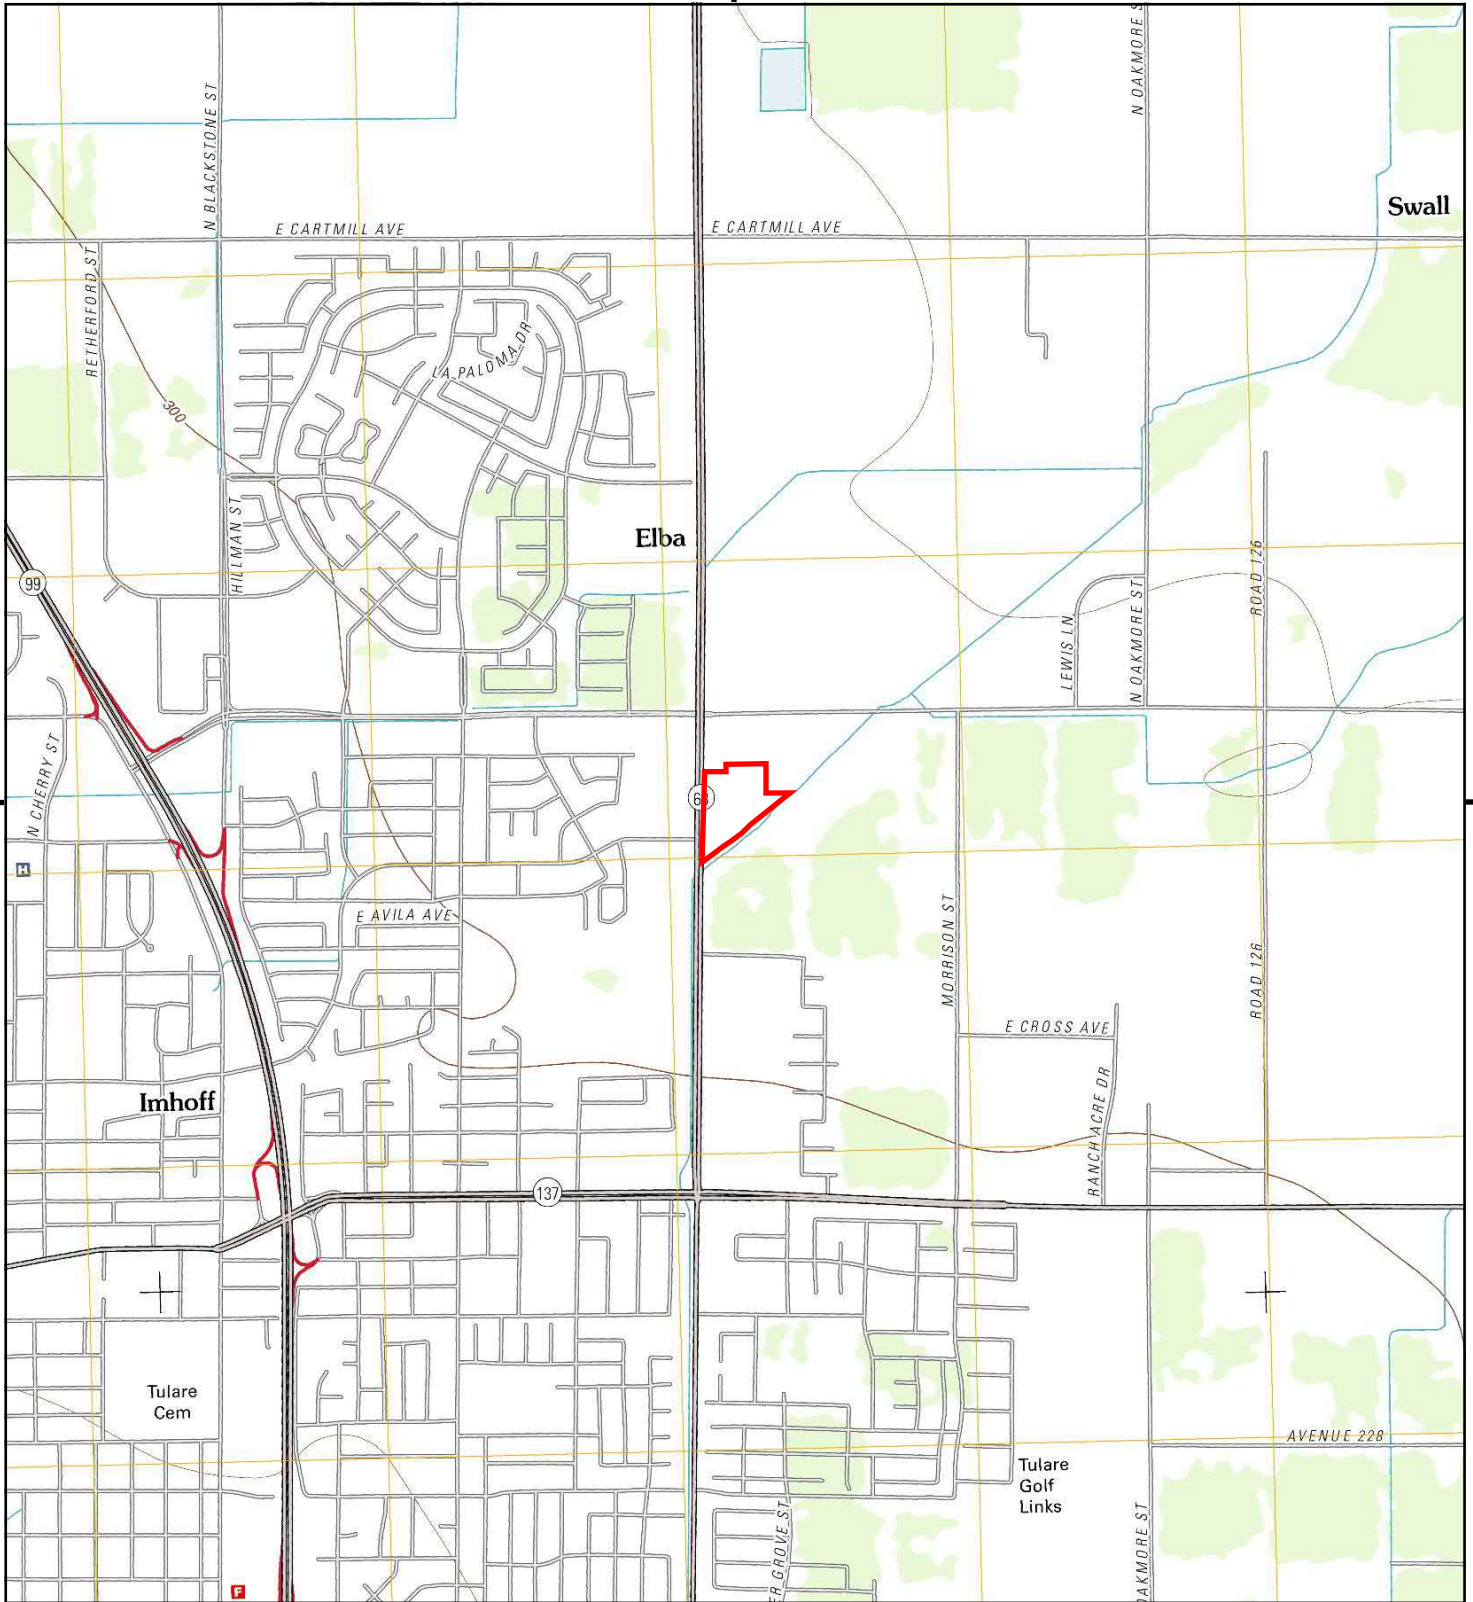 N OAKMORE S
N BLACKSTONE ST
Swall
E CARTMILL AVE
E CARTMILL AVE
RETHERFORD ST
LA PALOMA DR
300
HILLMAN ST
Elba
99
ROAD 126
N OAKMORE ST
LEWIS LN
N CHERRY ST
63
H
E AVILA AVE
MORRISON ST
ROAD 126
E CROSS AVE
RANCH ACRE DR
Imhoff
137
Tulare
Cem
AVENUE 228
Tulare
Golf
Links
ER GROVE ST
OAKMORE ST
F